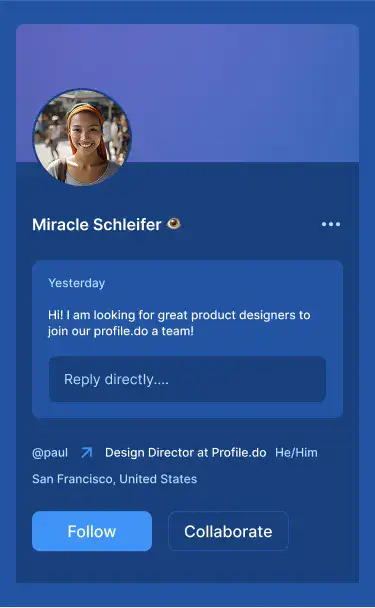 Miracle Schleifer 👁️
Yesterday
Hi! I am looking for great product designers to
join our profile.do a team!
Reply directly....
@paul Design Director at Profile.do He/Him
San Francisco, United States
Follow Collaborate